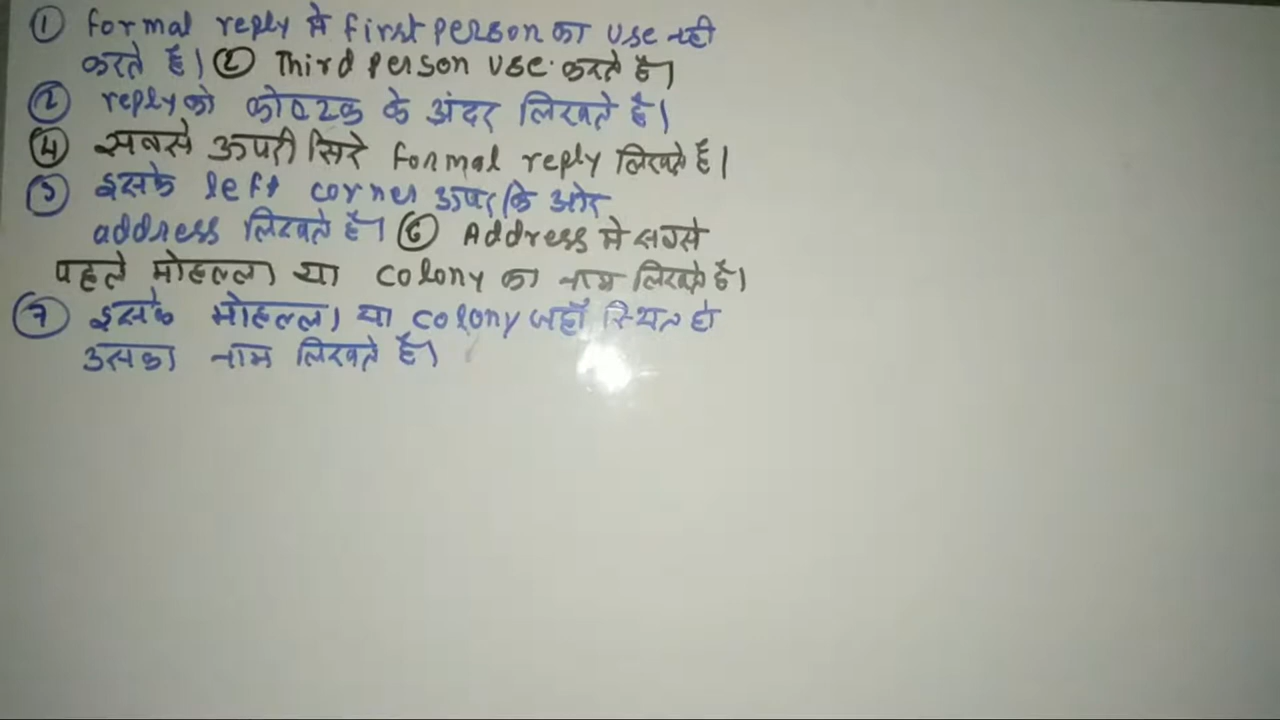 ① formal reply मे first person का use नही
करते है। ② Third person use करते है।
② reply को कोष्टक के अंदर लिखते है।
④ सबसे ऊपरी सिरे formal reply लिखते है।
5 इसके left corner ऊपर कि ओर
address लिखते है। ⑥ Address मे सबसे
पहले मोहल्ला या colony का नाम लिखते है।
⑦ इसके मोहल्ला या colony जहाँ स्थित हो
उसका नाम लिखते है।